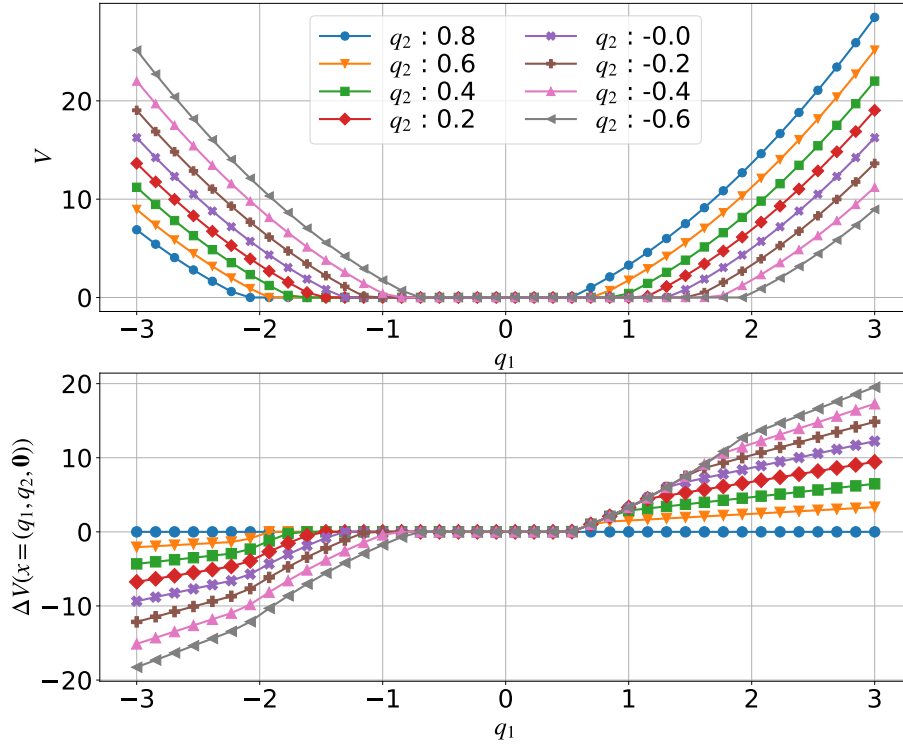 20
10
0
V
−3 −2 −1 0 1 2 3
q₁
q₂ : 0.8
q₂ : 0.6
q₂ : 0.4
q₂ : 0.2
q₂ : -0.0
q₂ : -0.2
q₂ : -0.4
q₂ : -0.6
20
10
0
−10
−20
ΔV(x = (q₁, q₂, 𝟎))
−3 −2 −1 0 1 2 3
q₁